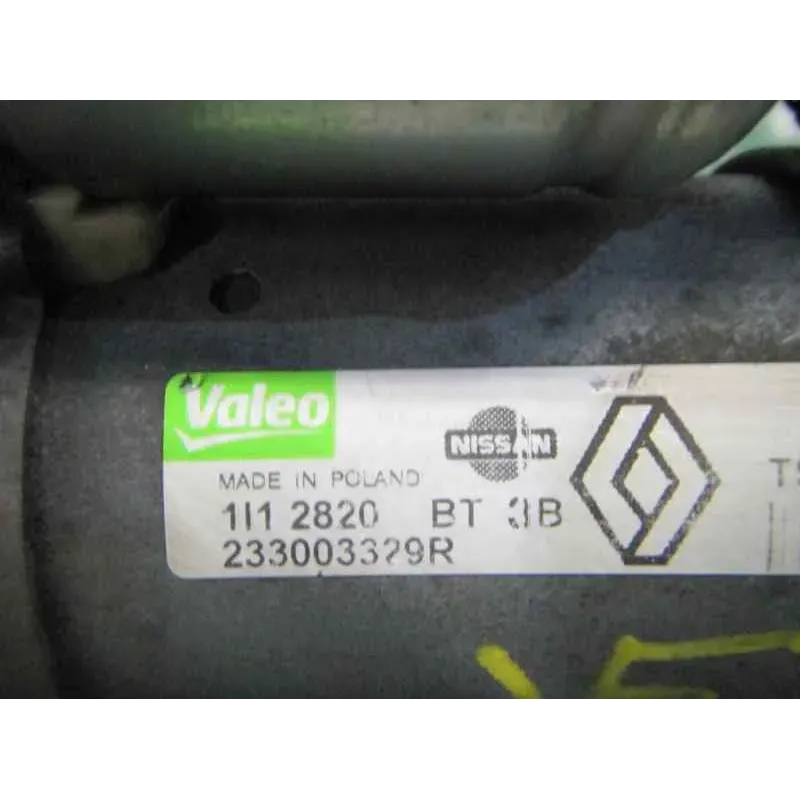 Valeo
NISSAN
MADE IN POLAND
1I1 2820 BT 3B
233003329R